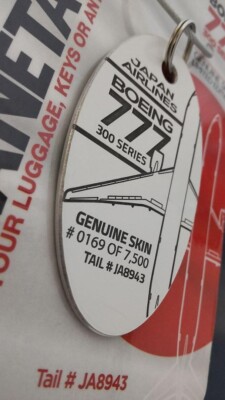 JAPAN
AIRLINES
BOEING
777
300 SERIES
GENUINE SKIN
# 0169 OF 7,500
TAIL # JA8943
YOUR LUGGAGE, KEYS OR AN
BOEING
Tail # JA8943